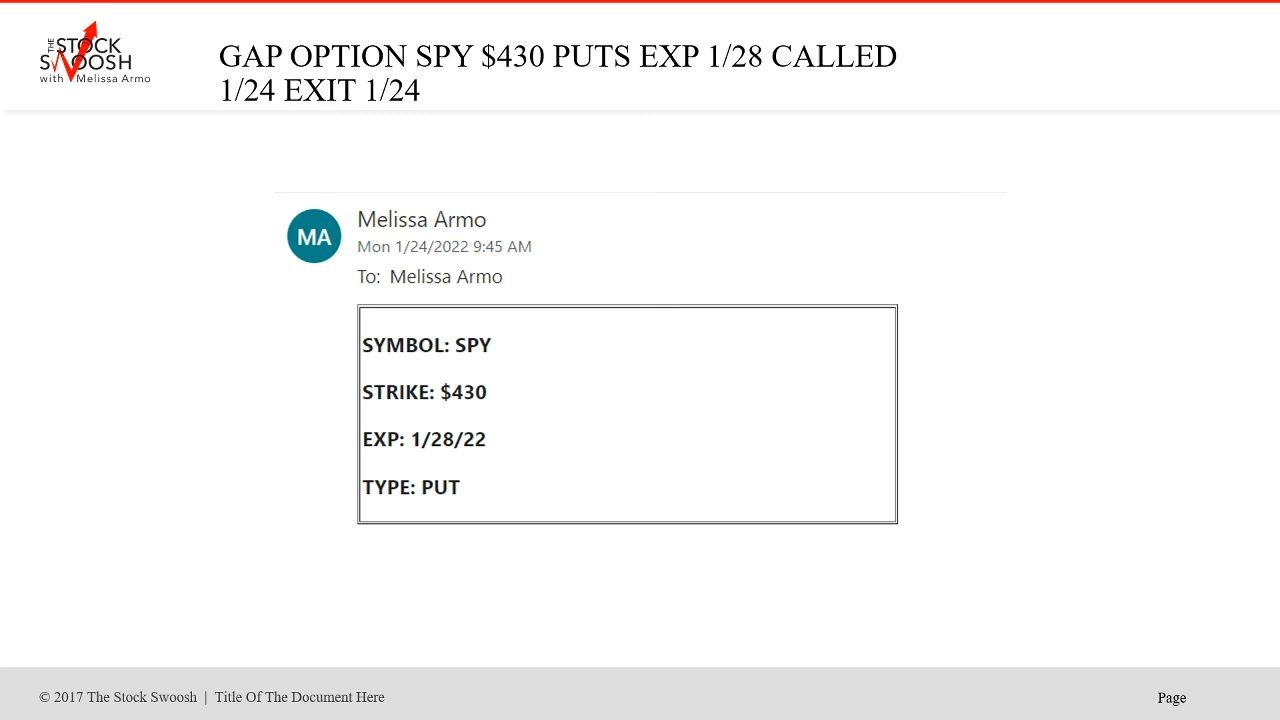 THE
STOCK
SWOOSH
with Melissa Armo
GAP OPTION SPY $430 PUTS EXP 1/28 CALLED
1/24 EXIT 1/24
MA
Melissa Armo
Mon 1/24/2022 9:45 AM
To: Melissa Armo
SYMBOL: SPY
STRIKE: $430
EXP: 1/28/22
TYPE: PUT
© 2017 The Stock Swoosh | Title Of The Document Here
Page